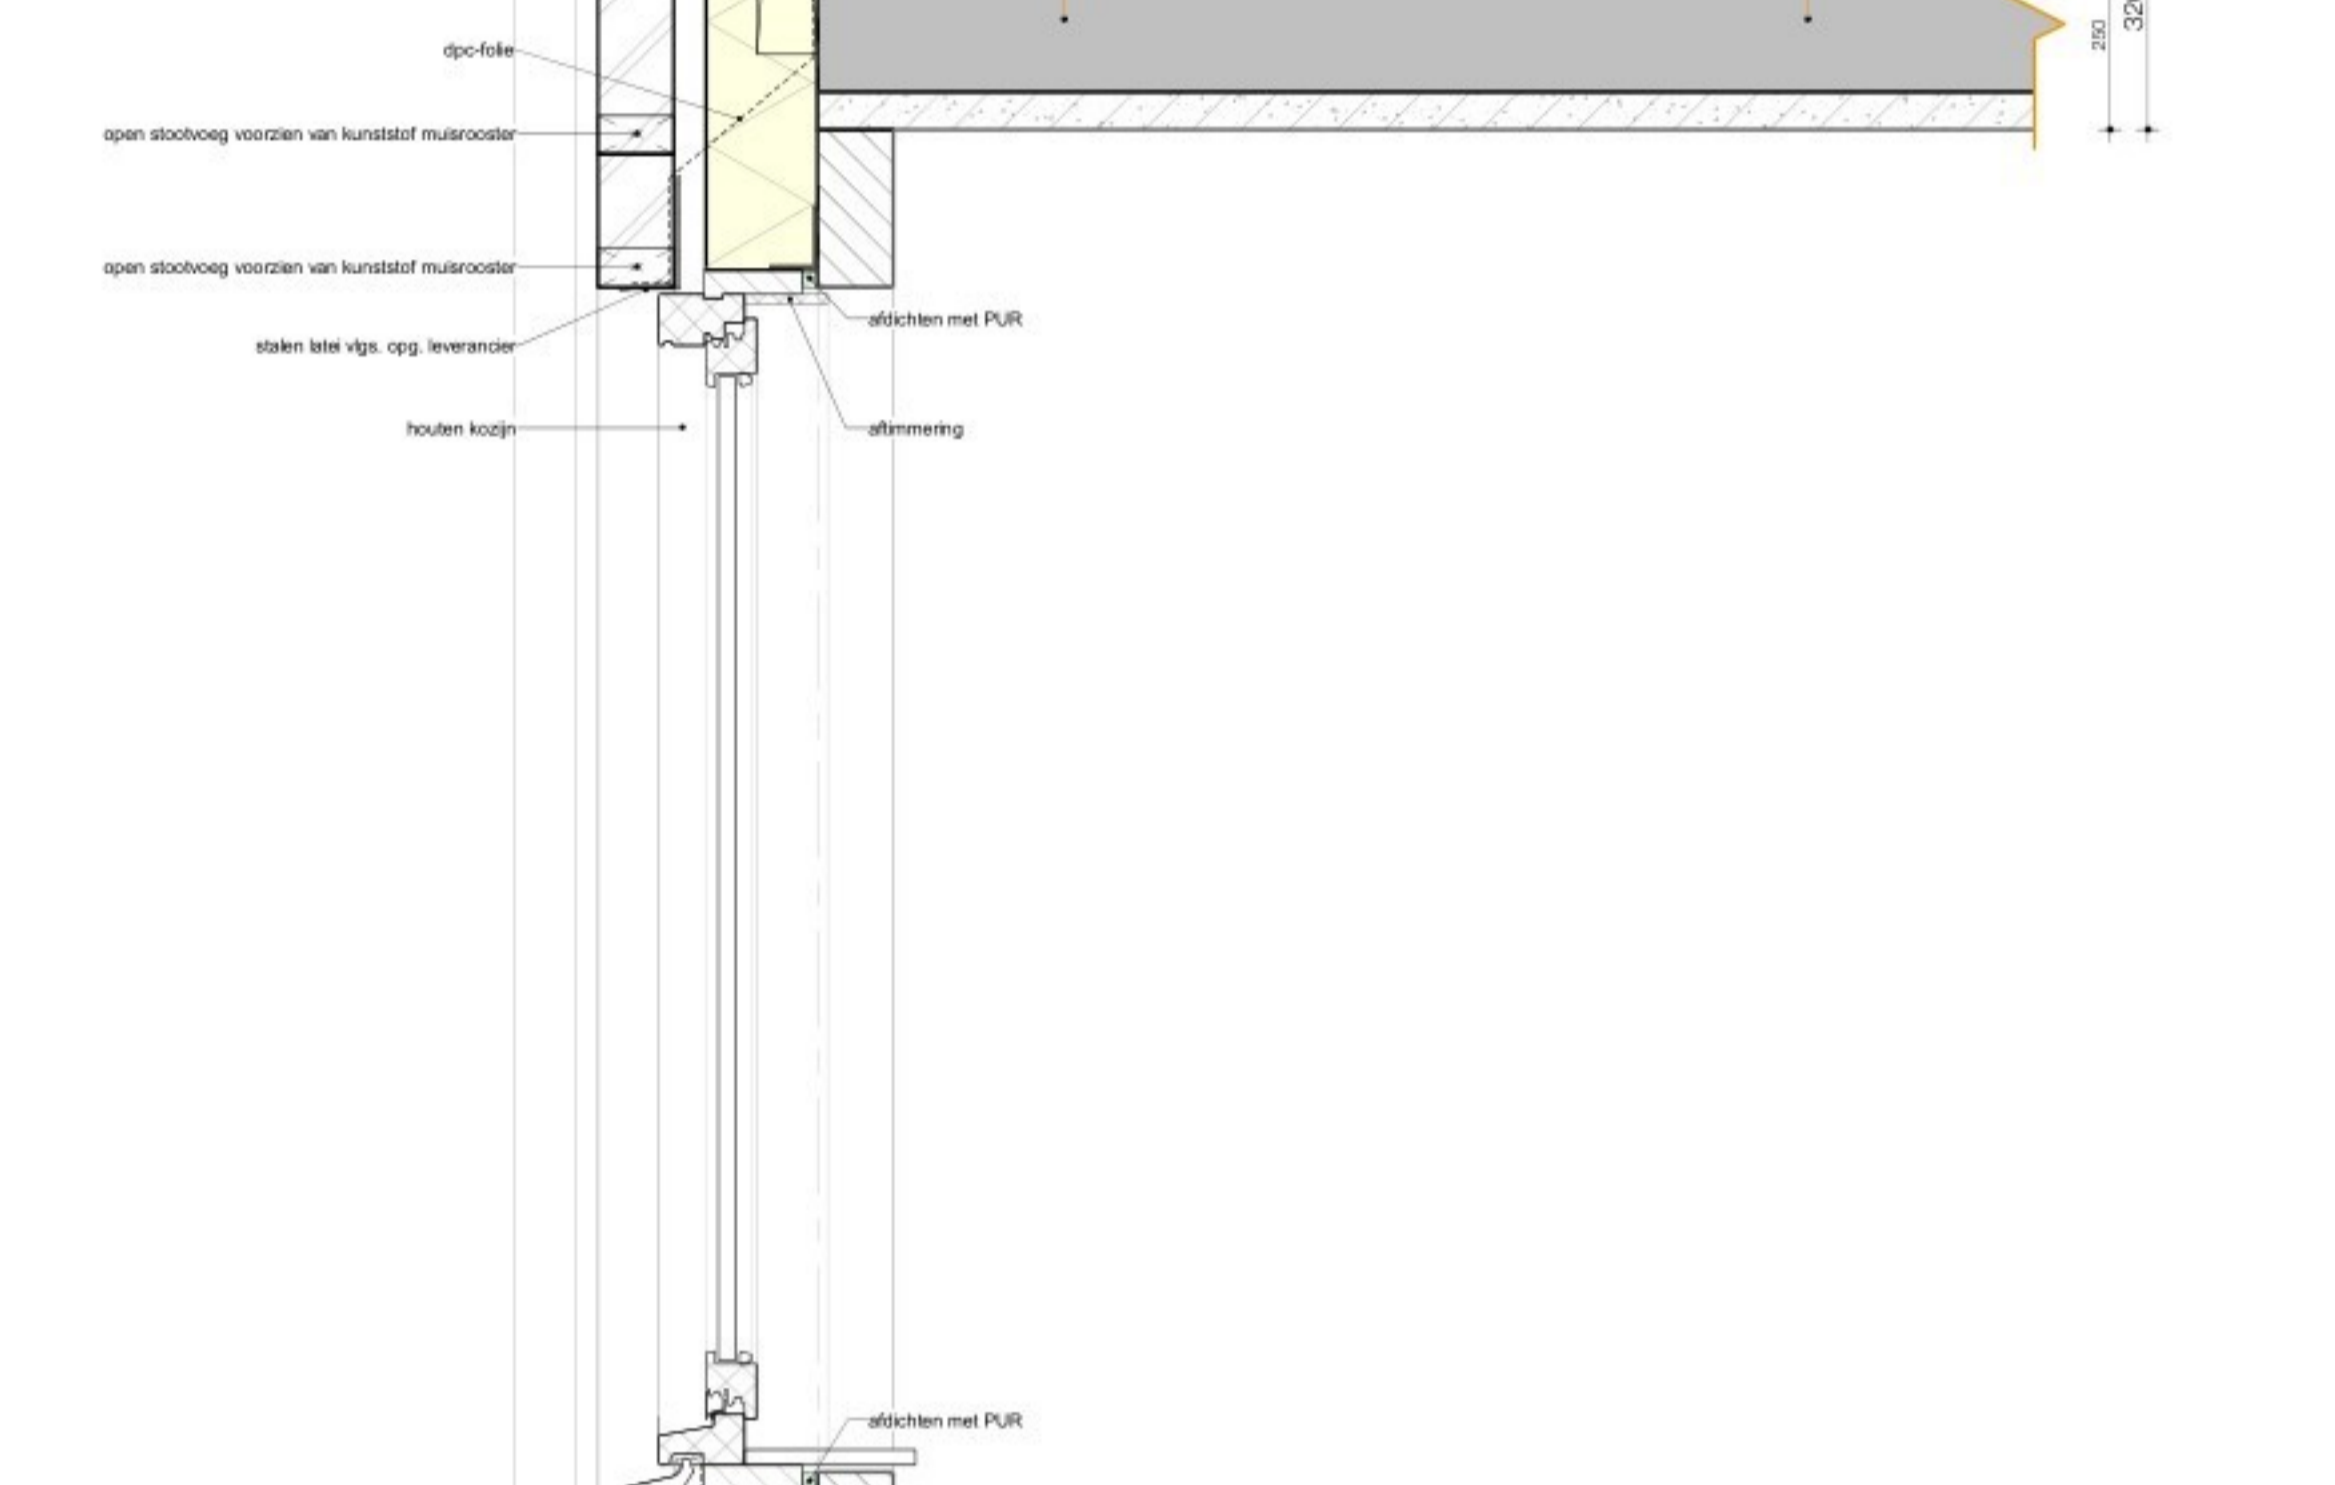 dpc-folie
open stootvoeg voorzien van kunststof muisrooster
open stootvoeg voorzien van kunststof muisrooster
stalen latei vlgs. opg. leverancier
houten kozijn
afdichten met PUR
aftimmering
afdichten met PUR
250